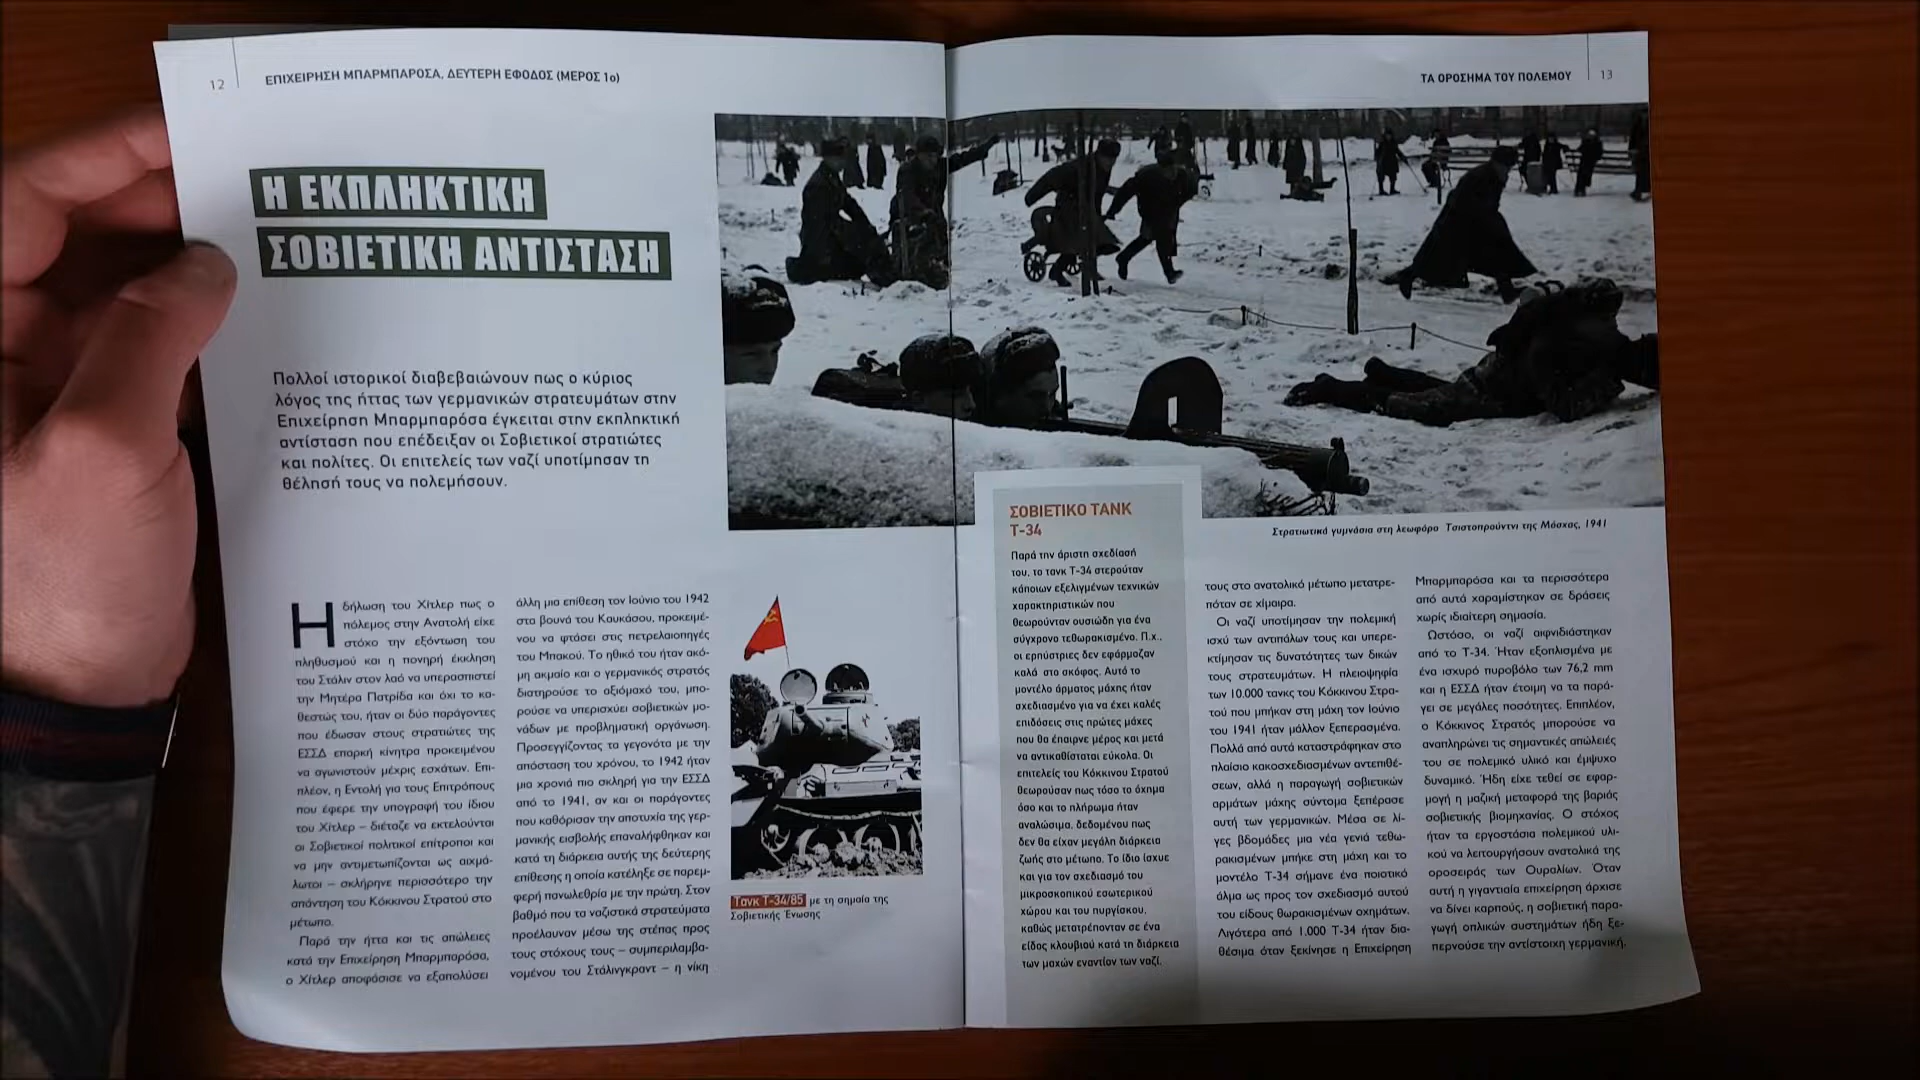 12
ΕΠΙΧΕΙΡΗΣΗ ΜΠΑΡΜΠΑΡΟΣΑ, ΔΕΥΤΕΡΗ ΕΦΟΔΟΣ (ΜΕΡΟΣ 1ο)
Η ΕΚΠΛΗΚΤΙΚΗ
ΣΟΒΙΕΤΙΚΗ ΑΝΤΙΣΤΑΣΗ
Πολλοί ιστορικοί διαβεβαιώνουν πως ο κύριος
λόγος της ήττας των γερμανικών στρατευμάτων στην
Επιχείρηση Μπαρμπαρόσα έγκειται στην εκπληκτική
αντίσταση που επέδειξαν οι Σοβιετικοί στρατιώτες
και πολίτες. Οι επιτελείς των ναζί υποτίμησαν τη
θέλησή τους να πολεμήσουν.
Η δήλωση του Χίτλερ πως ο
πόλεμος στην Ανατολή είχε
στόχο την εξόντωση του
πληθυσμού και η πονηρή έκκληση
του Στάλιν στον λαό να υπερασπιστεί
την Μητέρα Πατρίδα και όχι το κα-
θεστώς του, ήταν οι δύο παράγοντες
που έδωσαν στους στρατιώτες της
ΕΣΣΔ επαρκή κίνητρα προκειμένου
να αγωνιστούν μέχρις εσχάτων. Επι-
πλέον, η Εντολή για τους Επιτρόπους
που έφερε την υπογραφή του ίδιου
του Χίτλερ – διέταζε να εκτελούνται
οι Σοβιετικοί πολιτικοί επίτροποι και
να μην αντιμετωπίζονται ως αιχμά-
λωτοι – σκλήρηνε περισσότερο την
απάντηση του Κόκκινου Στρατού στο
μέτωπο.
Παρά την ήττα και τις απώλειες
κατά την Επιχείρηση Μπαρμπαρόσα,
ο Χίτλερ αποφάσισε να εξαπολύσει
άλλη μια επίθεση τον Ιούνιο του 1942
στα βουνά του Καυκάσου, προκειμέ-
νου να φτάσει στις πετρελαιοπηγές
του Μπακού. Το ηθικό του ήταν ακό-
μη ακμαίο και ο γερμανικός στρατός
διατηρούσε το αξιόμαχό του, μπο-
ρούσε να υπερισχύει σοβιετικών μο-
νάδων με προβληματική οργάνωση.
Προσεγγίζοντας τα γεγονότα με την
απόσταση του χρόνου, το 1942 ήταν
μια χρονιά πιο σκληρή για την ΕΣΣΔ
από το 1941, αν και οι παράγοντες
που καθόρισαν την αποτυχία της γερ-
μανικής εισβολής επαναλήφθηκαν και
κατά τη διάρκεια αυτής της δεύτερης
επίθεσης η οποία κατέληξε σε παρεμ-
φερή πανωλεθρία με την πρώτη. Στον
βαθμό που τα ναζιστικά στρατεύματα
προέλαυναν μέσω της στέπας προς
τους στόχους τους – συμπεριλαμβα-
νομένου του Στάλινγκραντ – η νίκη
Τανκ Τ-34/85 με τη σημαία της
Σοβιετικής Ένωσης
ΤΑ ΟΡΟΣΗΜΑ ΤΟΥ ΠΟΛΕΜΟΥ
13
Στρατιωτικά γυμνάσια στη λεωφόρο Τσιστοπρούντνι της Μόσχας, 1941
ΣΟΒΙΕΤΙΚΟ ΤΑΝΚ
Τ-34
Παρά την άριστη σχεδίασή
του, το τανκ Τ-34 στερούταν
κάποιων εξελιγμένων τεχνικών
χαρακτηριστικών που
θεωρούνταν ουσιώδη για ένα
σύγχρονο τεθωρακισμένο. Π.χ.,
οι ερπύστριες δεν εφάρμοζαν
καλά στο σκάφος. Αυτό το
μοντέλο άρματος μάχης ήταν
σχεδιασμένο για να έχει καλές
επιδόσεις στις πρώτες μάχες
που θα έπαιρνε μέρος και μετά
να αντικαθίσταται εύκολα. Οι
επιτελείς του Κόκκινου Στρατού
θεωρούσαν πως τόσο το όχημα
όσο και το πλήρωμα ήταν
αναλώσιμα, δεδομένου πως
δεν θα είχαν μεγάλη διάρκεια
ζωής στο μέτωπο. Το ίδιο ίσχυε
και για τον σχεδιασμό του
μικροσκοπικού εσωτερικού
χώρου και του πυργίσκου,
καθώς μετατρέπονταν σε ένα
είδος κλουβιού κατά τη διάρκεια
των μαχών εναντίον των ναζί.
τους στο ανατολικό μέτωπο μετατρε-
πόταν σε χίμαιρα.
Οι ναζί υποτίμησαν την πολεμική
ισχύ των αντιπάλων τους και υπερε-
κτίμησαν τις δυνατότητες των δικών
τους στρατευμάτων. Η πλειοψηφία
των 10.000 τανκς του Κόκκινου Στρα-
τού που μπήκαν στη μάχη τον Ιούνιο
του 1941 ήταν μάλλον ξεπερασμένα.
Πολλά από αυτά καταστράφηκαν στο
πλαίσιο κακοσχεδιασμένων αντεπιθέ-
σεων, αλλά η παραγωγή σοβιετικών
αρμάτων μάχης σύντομα ξεπέρασε
αυτή των γερμανικών. Μέσα σε λί-
γες βδομάδες μια νέα γενιά τεθω-
ρακισμένων μπήκε στη μάχη και το
μοντέλο Τ-34 σήμανε ένα ποιοτικό
άλμα ως προς τον σχεδιασμό αυτού
του είδους θωρακισμένων οχημάτων.
Λιγότερα από 1.000 Τ-34 ήταν δια-
θέσιμα όταν ξεκίνησε η Επιχείρηση
Μπαρμπαρόσα και τα περισσότερα
από αυτά χαραμίστηκαν σε δράσεις
χωρίς ιδιαίτερη σημασία.
Ωστόσο, οι ναζί αιφνιδιάστηκαν
από το Τ-34. Ήταν εξοπλισμένα με
ένα ισχυρό πυροβόλο των 76,2 mm
και η ΕΣΣΔ ήταν έτοιμη να τα παρά-
γει σε μεγάλες ποσότητες. Επιπλέον,
ο Κόκκινος Στρατός μπορούσε να
αναπληρώνει τις σημαντικές απώλειές
του σε πολεμικό υλικό και έμψυχο
δυναμικό. Ήδη είχε τεθεί σε εφαρ-
μογή η μαζική μεταφορά της βαριάς
σοβιετικής βιομηχανίας. Ο στόχος
ήταν τα εργοστάσια πολεμικού υλι-
κού να λειτουργήσουν ανατολικά της
οροσειράς των Ουραλίων. Όταν
αυτή η γιγαντιαία επιχείρηση άρχισε
να δίνει καρπούς, η σοβιετική παρα-
γωγή οπλικών συστημάτων ήδη ξε-
περνούσε την αντίστοιχη γερμανική.